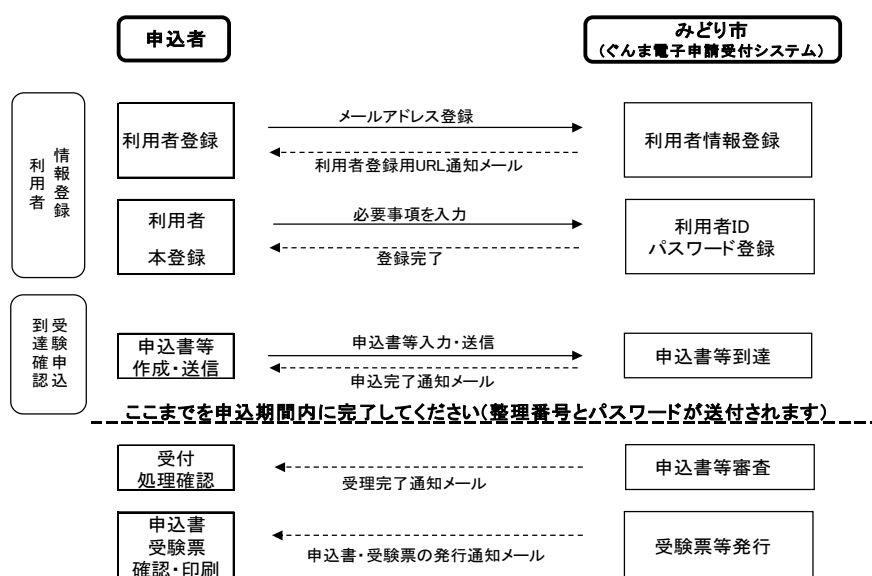 申込者
みどり市
(ぐんま電子申請受付システム)
利用者
情報登録
利用者登録
メールアドレス登録
利用者登録用URL通知メール
利用者情報登録
利用者
本登録
必要事項を入力
登録完了
利用者ID
パスワード登録
受験申込
到達確認
申込書等
作成・送信
申込書等入力・送信
申込完了通知メール
申込書等到達
ここまでを申込期間内に完了してください(整理番号とパスワードが送付されます)
受付
処理確認
受理完了通知メール
申込書等審査
申込書
受験票
確認・印刷
申込書・受験票の発行通知メール
受験票等発行